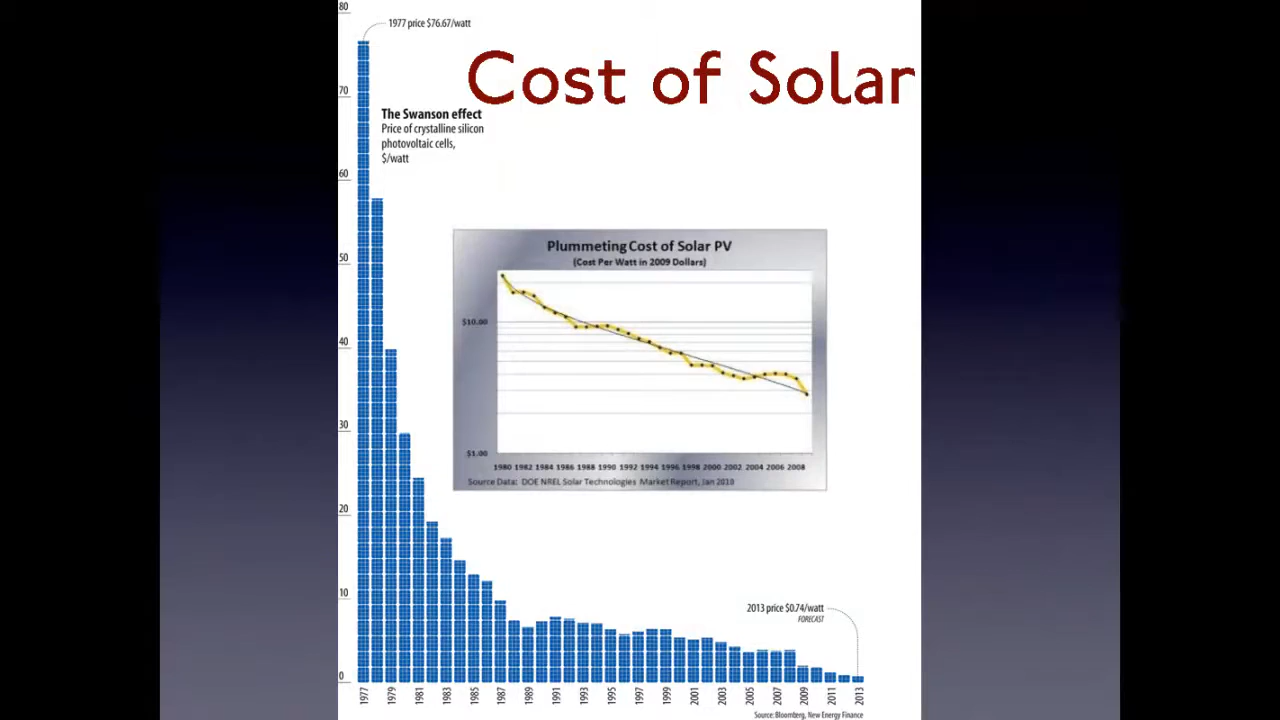 80
1977 price $76.67/watt
Cost of Solar
70
The Swanson effect
Price of crystalline silicon
photovoltaic cells,
$/watt
60
50
40
30
20
10
0
Plummeting Cost of Solar PV
(Cost Per Watt in 2009 Dollars)
$10.00
$1.00
1980 1982 1984 1986 1988 1990 1992 1994 1996 1998 2000 2002 2004 2006 2008
Source Data: DOE NREL Solar Technologies Market Report, Jan 2010
2013 price $0.74/watt
FORECAST
1977 1979 1981 1983 1985 1987 1989 1991 1993 1995 1997 1999 2001 2003 2005 2007 2009 2011 2013
Source: Bloomberg, New Energy Finance